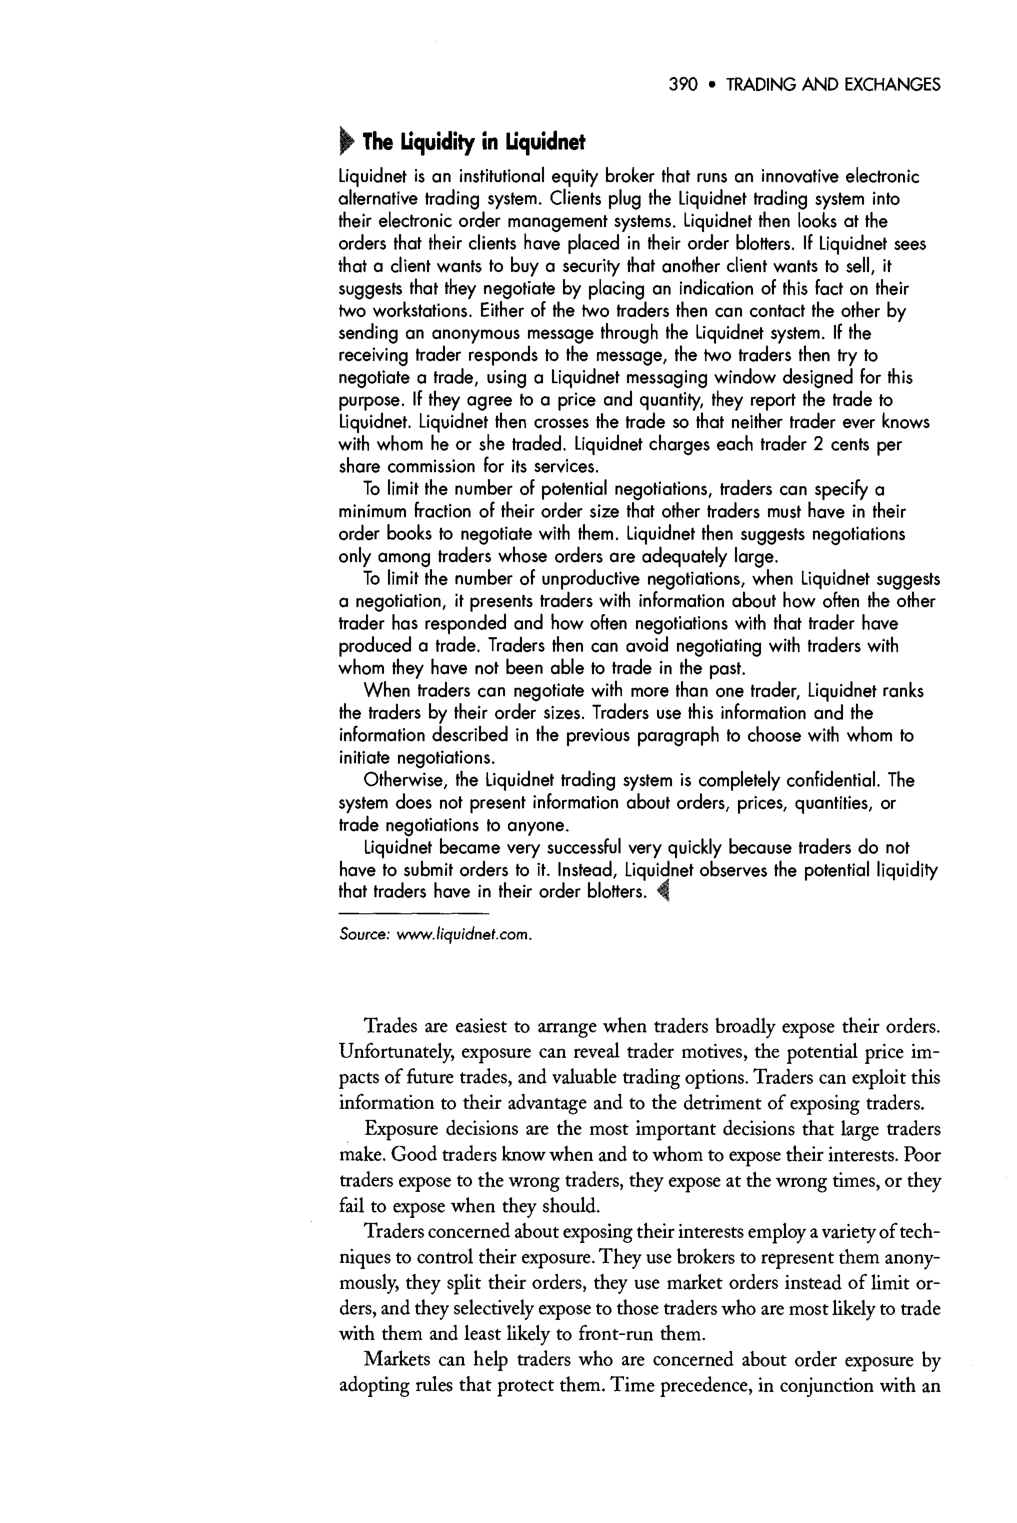 390 • TRADING AND EXCHANGES
The Liquidity in Liquidnet
Liquidnet is an institutional equity broker that runs an innovative electronic
alternative trading system. Clients plug the Liquidnet trading system into
their electronic order management systems. Liquidnet then looks at the
orders that their clients have placed in their order blotters. If Liquidnet sees
that a client wants to buy a security that another client wants to sell, it
suggests that they negotiate by placing an indication of this fact on their
two workstations. Either of the two traders then can contact the other by
sending an anonymous message through the Liquidnet system. If the
receiving trader responds to the message, the two traders then try to
negotiate a trade, using a Liquidnet messaging window designed for this
purpose. If they agree to a price and quantity, they report the trade to
Liquidnet. Liquidnet then crosses the trade so that neither trader ever knows
with whom he or she traded. Liquidnet charges each trader 2 cents per
share commission for its services.
To limit the number of potential negotiations, traders can specify a
minimum fraction of their order size that other traders must have in their
order books to negotiate with them. Liquidnet then suggests negotiations
only among traders whose orders are adequately large.
To limit the number of unproductive negotiations, when Liquidnet suggests
a negotiation, it presents traders with information about how often the other
trader has responded and how often negotiations with that trader have
produced a trade. Traders then can avoid negotiating with traders with
whom they have not been able to trade in the past.
When traders can negotiate with more than one trader, Liquidnet ranks
the traders by their order sizes. Traders use this information and the
information described in the previous paragraph to choose with whom to
initiate negotiations.
Otherwise, the Liquidnet trading system is completely confidential. The
system does not present information about orders, prices, quantities, or
trade negotiations to anyone.
Liquidnet became very successful very quickly because traders do not
have to submit orders to it. Instead, Liquidnet observes the potential liquidity
that traders have in their order blotters.
Source: www.liquidnet.com.
Trades are easiest to arrange when traders broadly expose their orders.
Unfortunately, exposure can reveal trader motives, the potential price im-
pacts of future trades, and valuable trading options. Traders can exploit this
information to their advantage and to the detriment of exposing traders.
Exposure decisions are the most important decisions that large traders
make. Good traders know when and to whom to expose their interests. Poor
traders expose to the wrong traders, they expose at the wrong times, or they
fail to expose when they should.
Traders concerned about exposing their interests employ a variety of tech-
niques to control their exposure. They use brokers to represent them anony-
mously, they split their orders, they use market orders instead of limit or-
ders, and they selectively expose to those traders who are most likely to trade
with them and least likely to front-run them.
Markets can help traders who are concerned about order exposure by
adopting rules that protect them. Time precedence, in conjunction with an